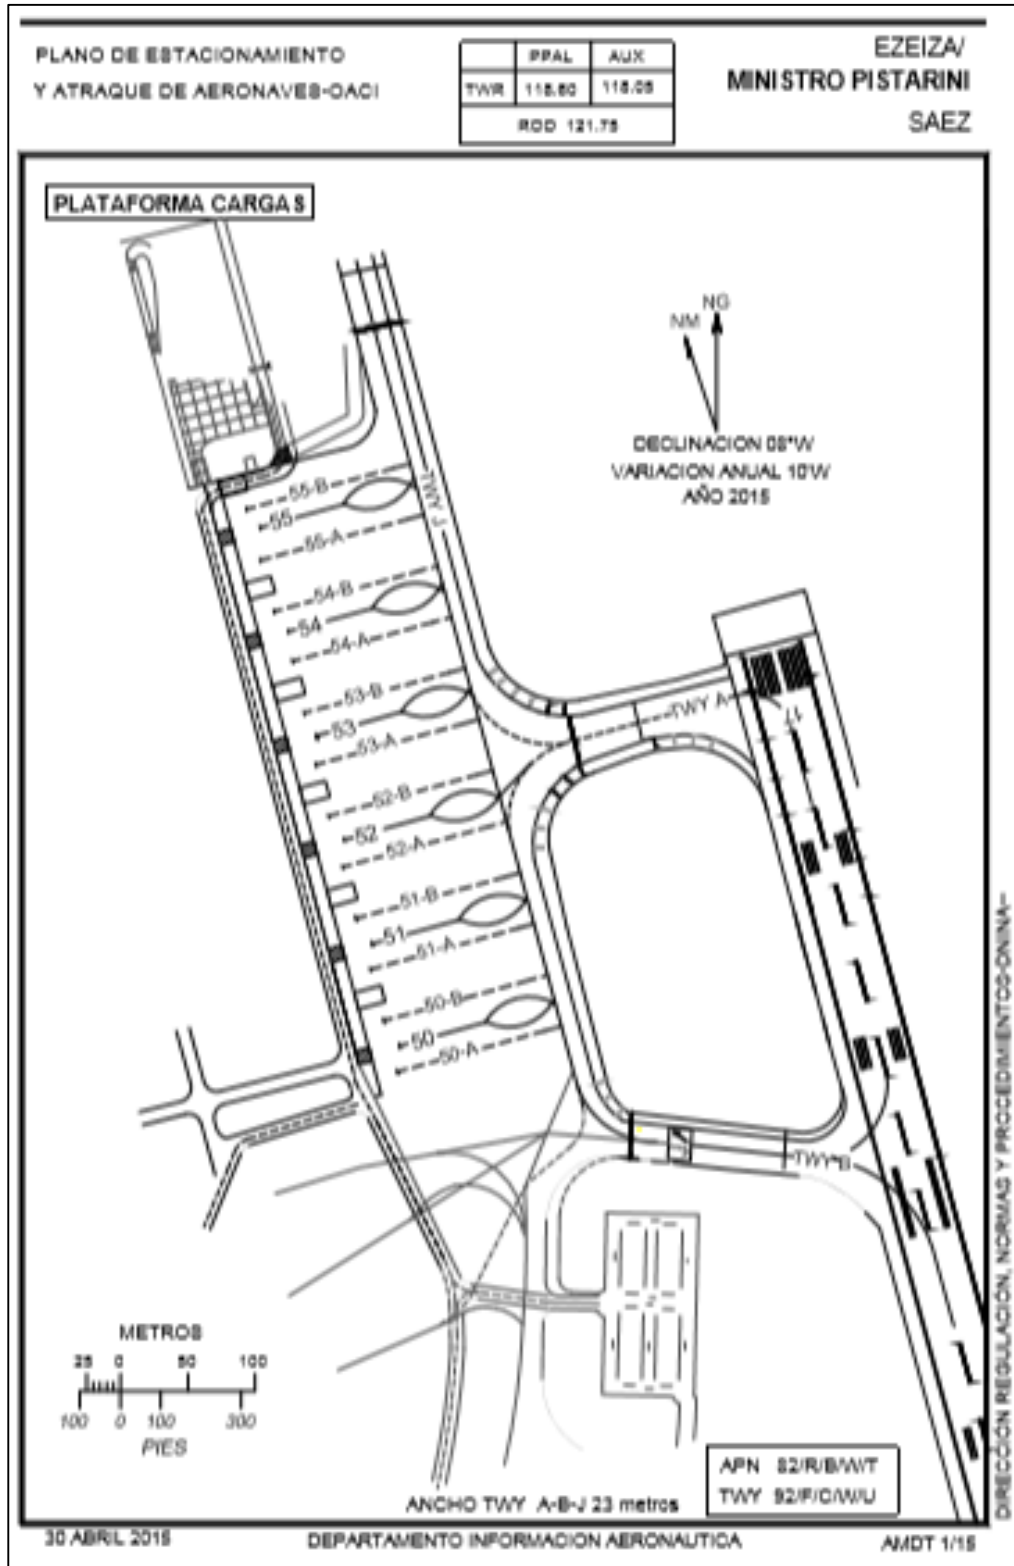 PLANO DE ESTACIONAMIENTO
Y ATRAQUE DE AERONAVES-OACI
PPAL AUX
TWR 118.60 118.05
ROD 121.75
EZEIZA/
MINISTRO PISTARINI
SAEZ
PLATAFORMA CARGAS
NG
NM
DECLINACION 08°W
VARIACION ANUAL 10'W
AÑO 2015
TWY J
55-B
55
55-A
54-B
54
54-A
53-B
53
53-A
52-B
52
52-A
51-B
51
51-A
50-B
50
50-A
TWY A
17
TWY B
METROS
25 0 50 100
100 0 100 300
PIES
APN 82/R/B/W/T
TWY 92/F/C/W/U
ANCHO TWY A-B-J 23 metros
DIRECCIÓN REGULACIÓN, NORMAS Y PROCEDIMIENTOS-DNINA-
30 ABRIL 2015
DEPARTAMENTO INFORMACION AERONAUTICA
AMDT 1/15